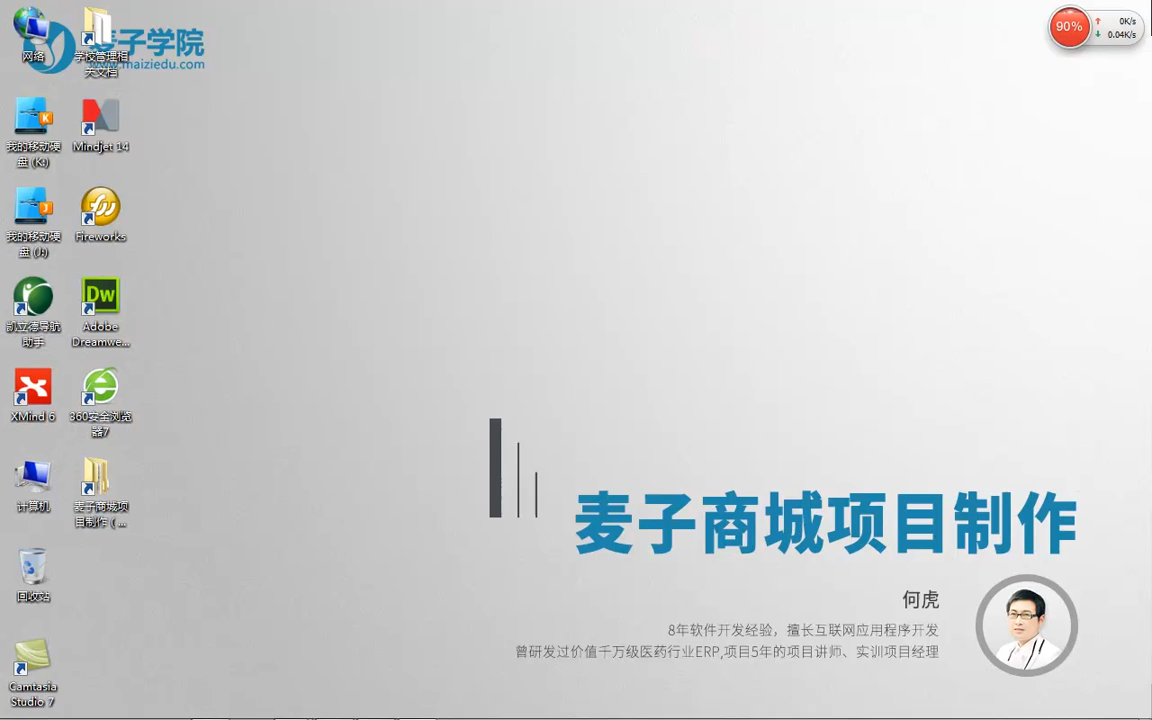 网络
学校管理相
关文档
麦子学院
www.maiziedu.com
90%
0K/s
0.04K/s
我的移动硬
盘 (K:)
Mindjet 14
我的移动硬
盘 (J:)
Fireworks
凯立德导航
助手
Dw
Adobe
Dreamwe...
XMind 6
360安全浏览
器7
计算机
麦子商城项
目制作 ( ...
回收站
Camtasia
Studio 7
麦子商城项目制作
何虎
8年软件开发经验，擅长互联网应用程序开发
曾研发过价值千万级医药行业ERP,项目5年的项目讲师、实训项目经理